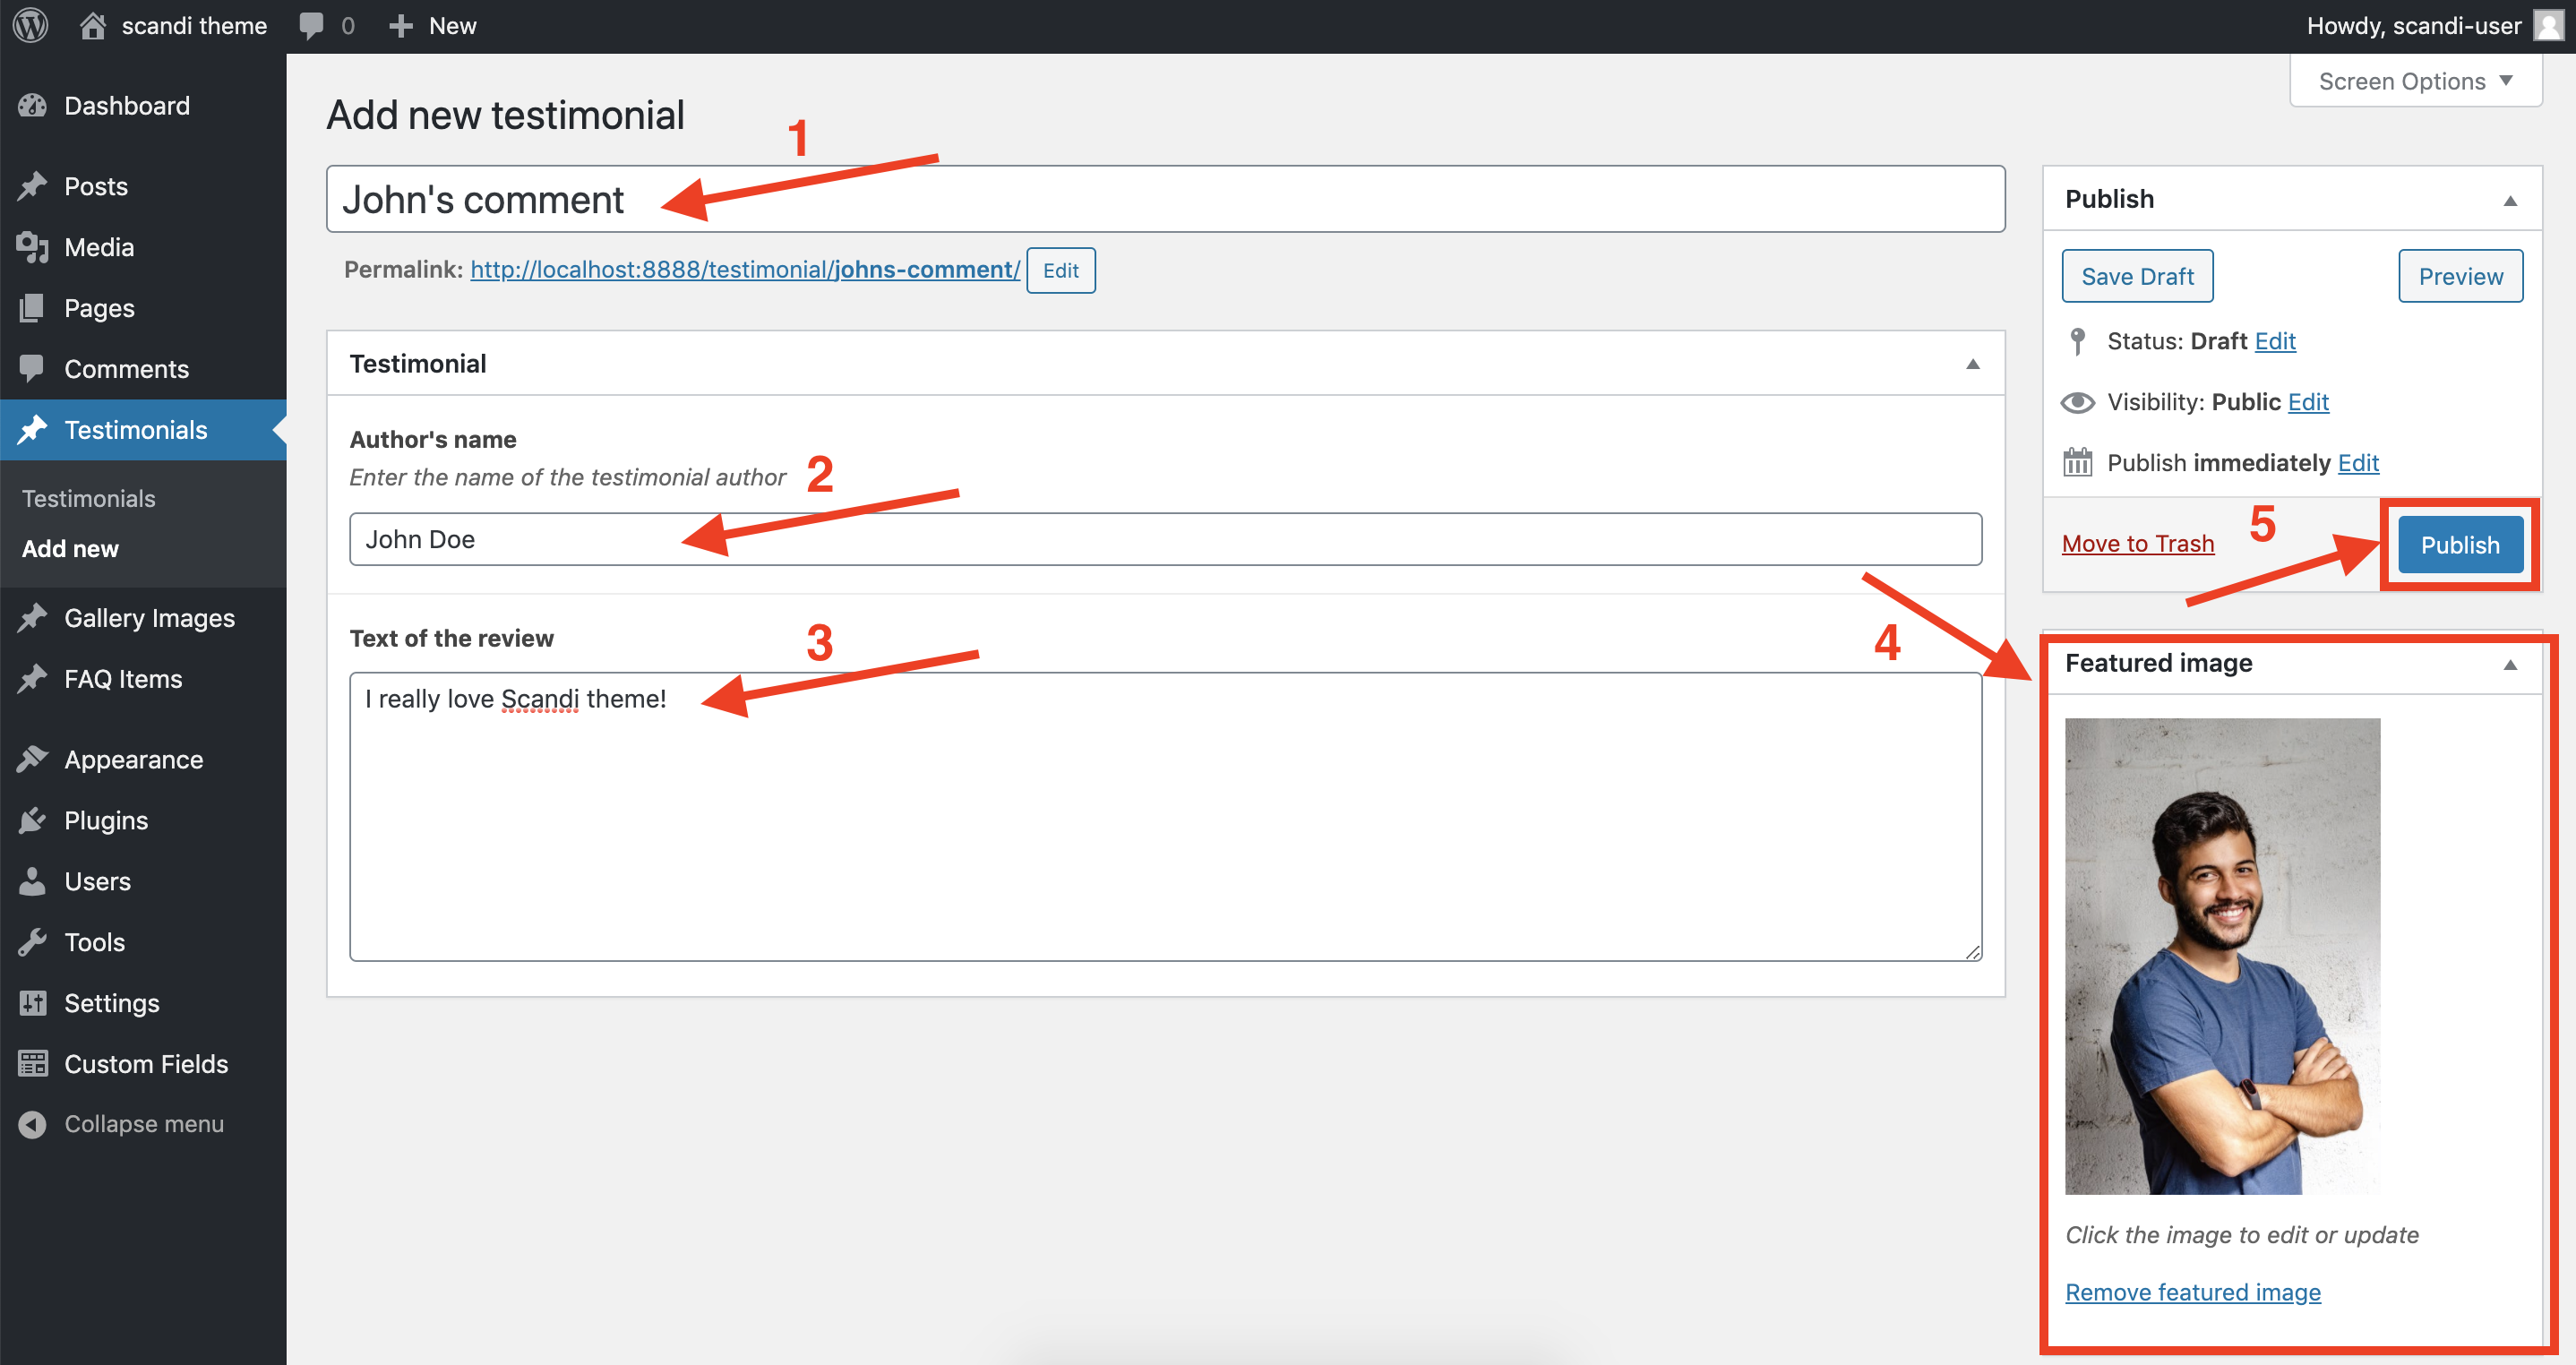 scandi theme 0 New Howdy, scandi-user
Screen Options
Dashboard
Posts
Media
Pages
Comments
Testimonials
Testimonials
Add new
Gallery Images
FAQ Items
Appearance
Plugins
Users
Tools
Settings
Custom Fields
Collapse menu
Add new testimonial
1
John's comment
Permalink: http://localhost:8888/testimonial/johns-comment/ Edit
Testimonial
Author's name
Enter the name of the testimonial author
2
John Doe
Text of the review
3
I really love Scandi theme!
Publish
Save Draft Preview
Status: Draft Edit
Visibility: Public Edit
Publish immediately Edit
Move to Trash 5 Publish
4
Featured image
Click the image to edit or update
Remove featured image